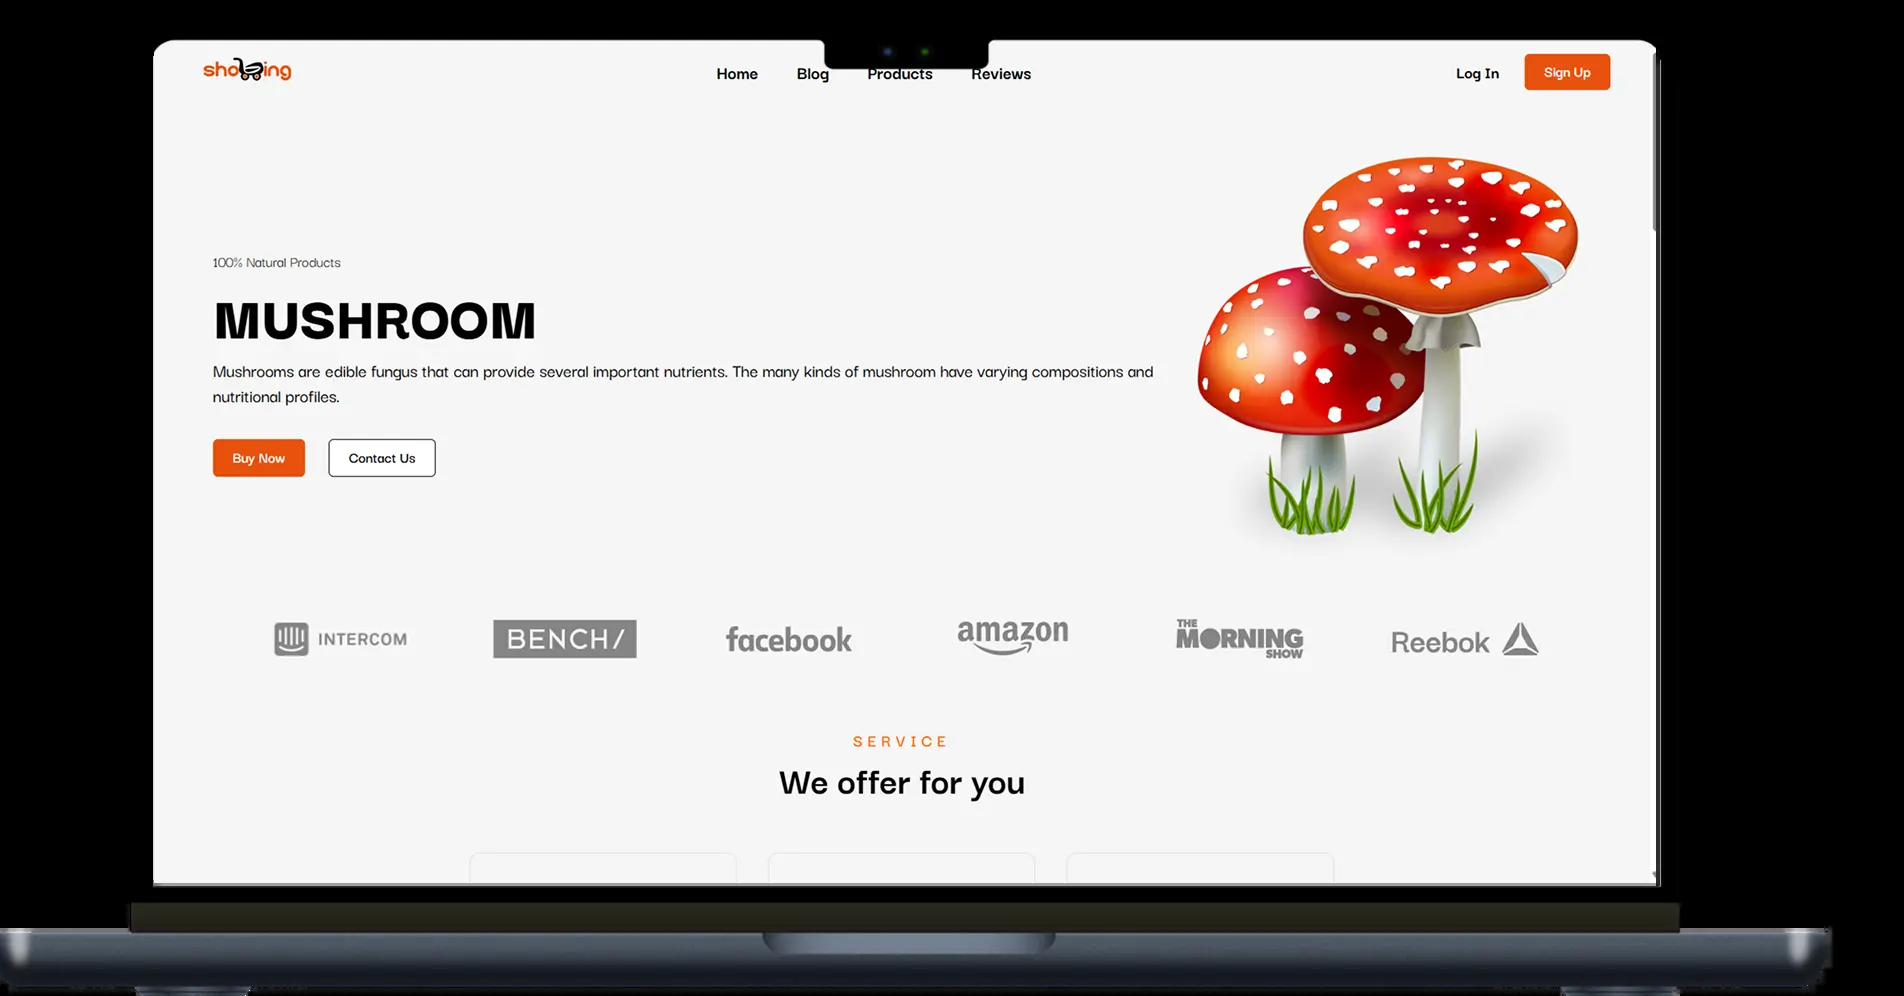 shopping
Home Blog Products Reviews
Log In
Sign Up
100% Natural Products
MUSHROOM
Mushrooms are edible fungus that can provide several important nutrients. The many kinds of mushroom have varying compositions and
nutritional profiles.
Buy Now
Contact Us
INTERCOM
BENCH/
facebook
amazon
THE
MORNING
SHOW
Reebok
SERVICE
We offer for you